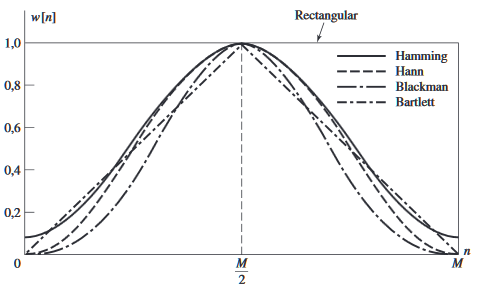 w[n]
Rectangular
1,0
0,8
0,6
0,4
0,2
0
Hamming
Hann
Blackman
Bartlett
M
2
M
n